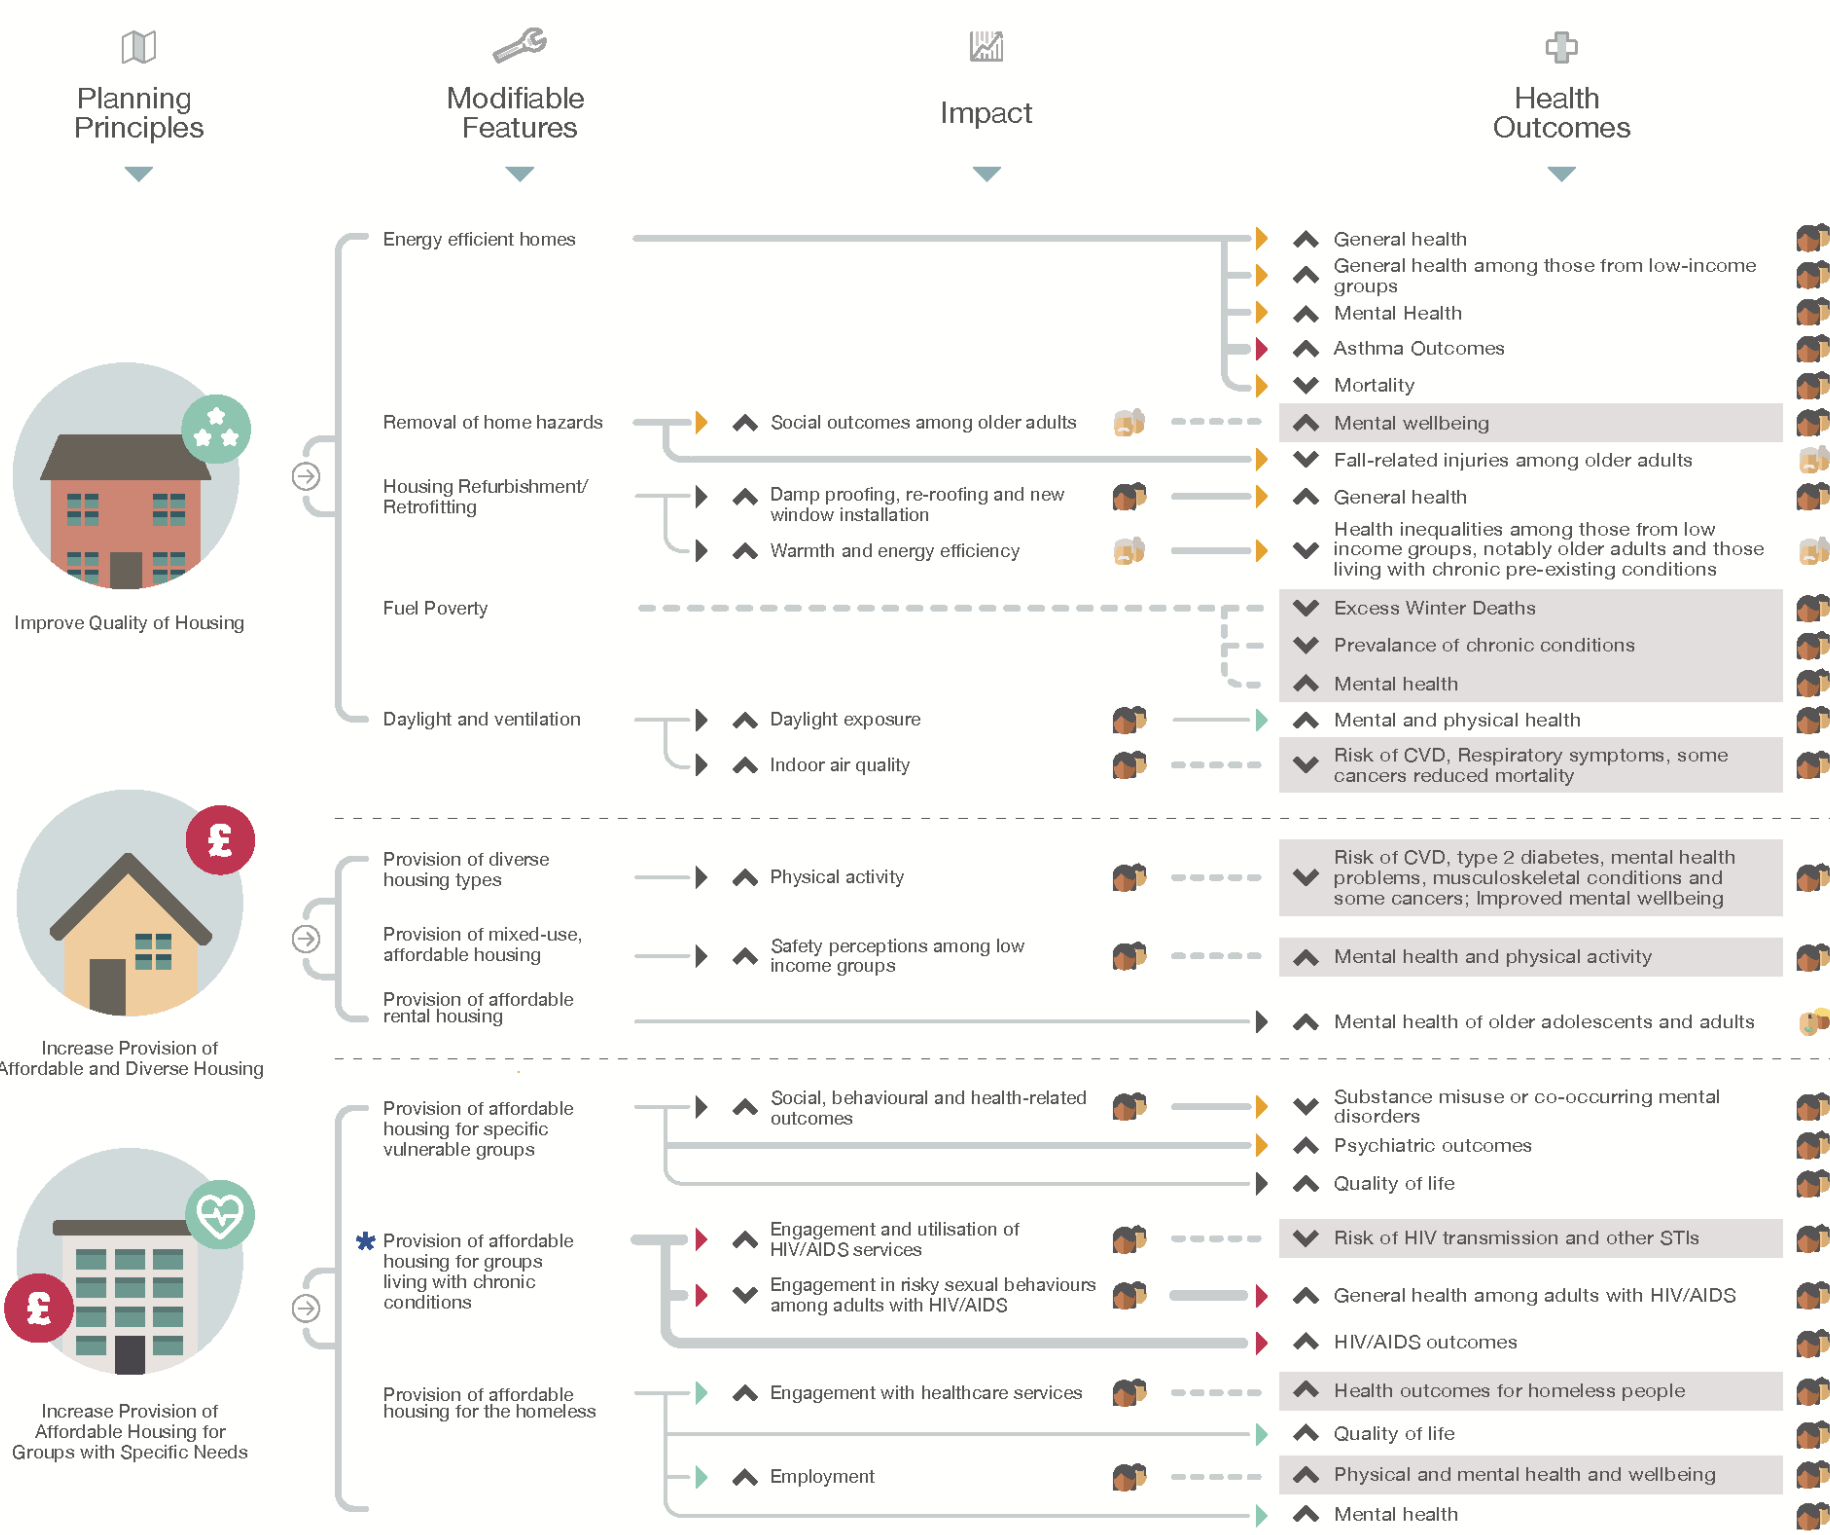 Planning
Principles
Modifiable
Features
Impact
Health
Outcomes
Energy efficient homes
General health
General health among those from low-income
groups
Mental Health
Asthma Outcomes
Mortality
Removal of home hazards
Social outcomes among older adults
Mental wellbeing
Fall-related injuries among older adults
Housing Refurbishment/
Retrofitting
Damp proofing, re-roofing and new
window installation
General health
Warmth and energy efficiency
Health inequalities among those from low
income groups, notably older adults and those
living with chronic pre-existing conditions
Improve Quality of Housing
Fuel Poverty
Excess Winter Deaths
Prevalance of chronic conditions
Mental health
Daylight and ventilation
Daylight exposure
Mental and physical health
Indoor air quality
Risk of CVD, Respiratory symptoms, some
cancers reduced mortality
£
Provision of diverse
housing types
Physical activity
Risk of CVD, type 2 diabetes, mental health
problems, musculoskeletal conditions and
some cancers; Improved mental wellbeing
Provision of mixed-use,
affordable housing
Safety perceptions among low
income groups
Mental health and physical activity
Provision of affordable
rental housing
Mental health of older adolescents and adults
Increase Provision of
Affordable and Diverse Housing
Provision of affordable
housing for specific
vulnerable groups
Social, behavioural and health-related
outcomes
Substance misuse or co-occurring mental
disorders
Psychiatric outcomes
Quality of life
* Provision of affordable
housing for groups
living with chronic
conditions
Engagement and utilisation of
HIV/AIDS services
Risk of HIV transmission and other STIs
Engagement in risky sexual behaviours
among adults with HIV/AIDS
General health among adults with HIV/AIDS
HIV/AIDS outcomes
£
Increase Provision of
Affordable Housing for
Groups with Specific Needs
Provision of affordable
housing for the homeless
Engagement with healthcare services
Health outcomes for homeless people
Quality of life
Employment
Physical and mental health and wellbeing
Mental health